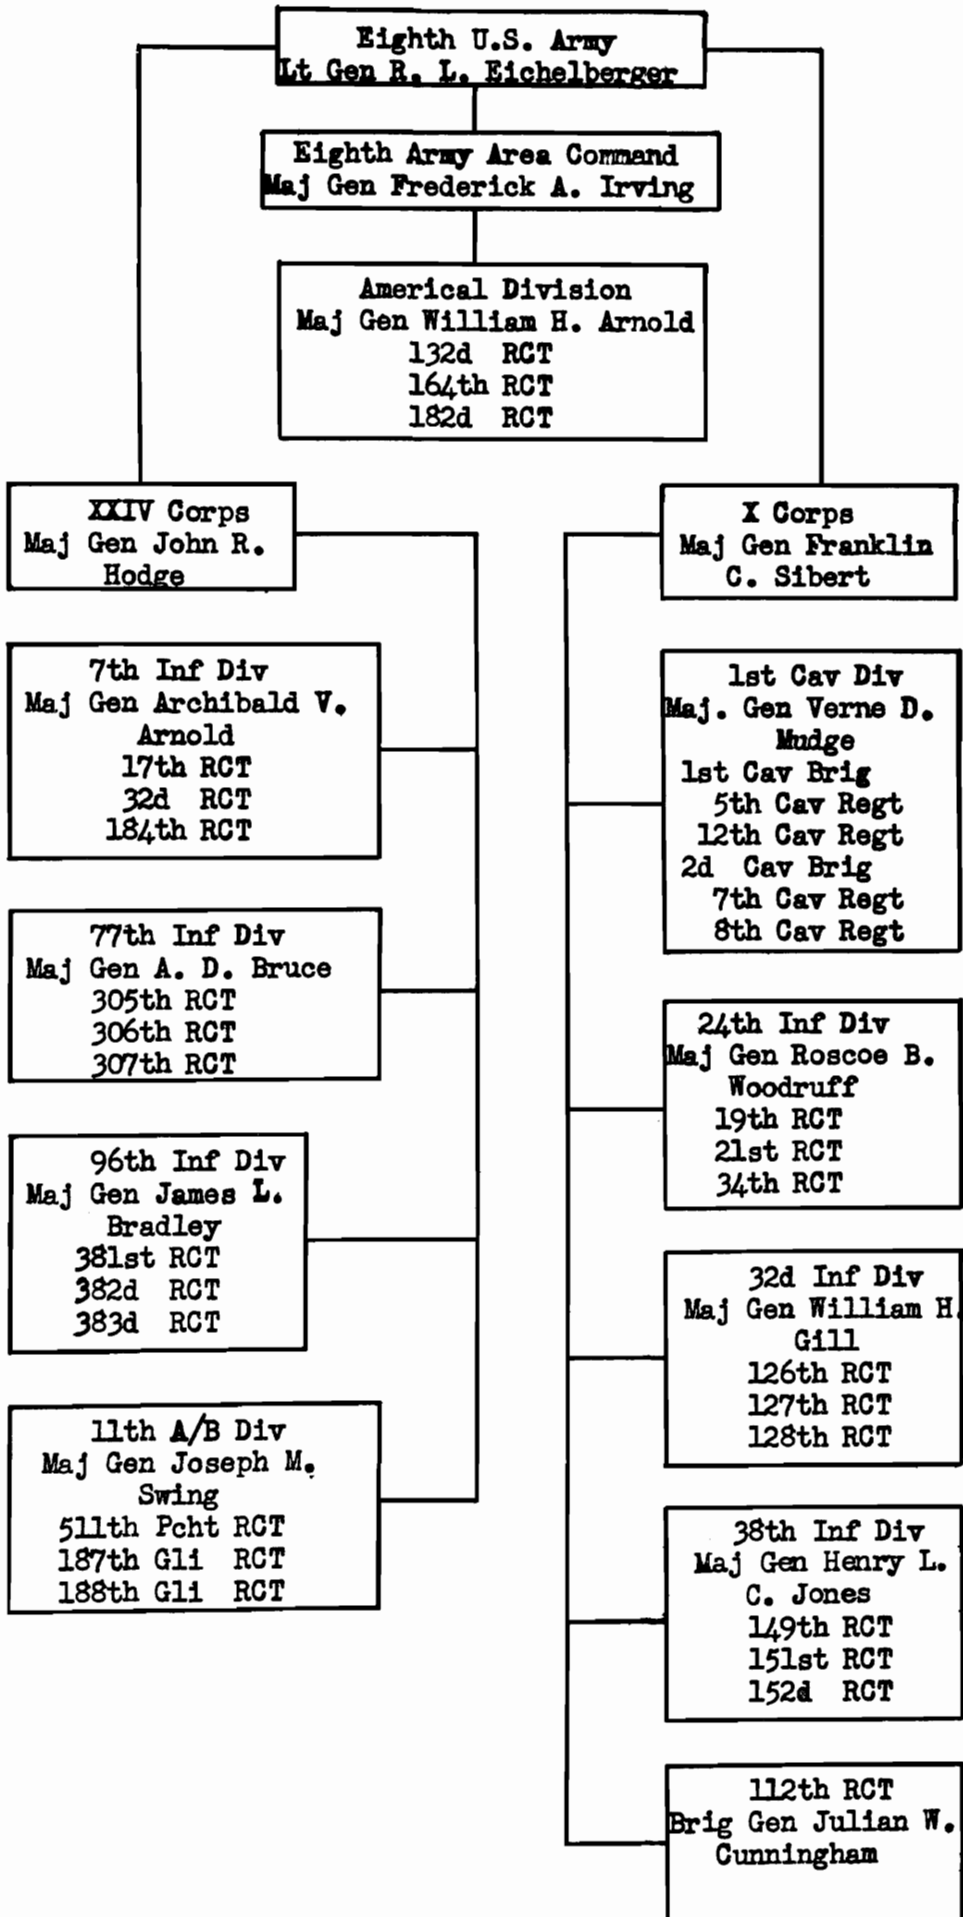 Eighth U.S. Army
Lt Gen R. L. Eichelberger
Eighth Army Area Command
Maj Gen Frederick A. Irving
Americal Division
Maj Gen William H. Arnold
132d RCT
164th RCT
182d RCT
XXIV Corps
Maj Gen John R.
Hodge
7th Inf Div
Maj Gen Archibald V.
Arnold
17th RCT
32d RCT
184th RCT
77th Inf Div
Maj Gen A. D. Bruce
305th RCT
306th RCT
307th RCT
96th Inf Div
Maj Gen James L.
Bradley
381st RCT
382d RCT
383d RCT
11th A/B Div
Maj Gen Joseph M.
Swing
511th Pcht RCT
187th Gli RCT
188th Gli RCT
X Corps
Maj Gen Franklin
C. Sibert
1st Cav Div
Maj. Gen Verne D.
Mudge
1st Cav Brig
5th Cav Regt
12th Cav Regt
2d Cav Brig
7th Cav Regt
8th Cav Regt
24th Inf Div
Maj Gen Roscoe B.
Woodruff
19th RCT
21st RCT
34th RCT
32d Inf Div
Maj Gen William H.
Gill
126th RCT
127th RCT
128th RCT
38th Inf Div
Maj Gen Henry L.
C. Jones
149th RCT
151st RCT
152d RCT
112th RCT
Brig Gen Julian W.
Cunningham